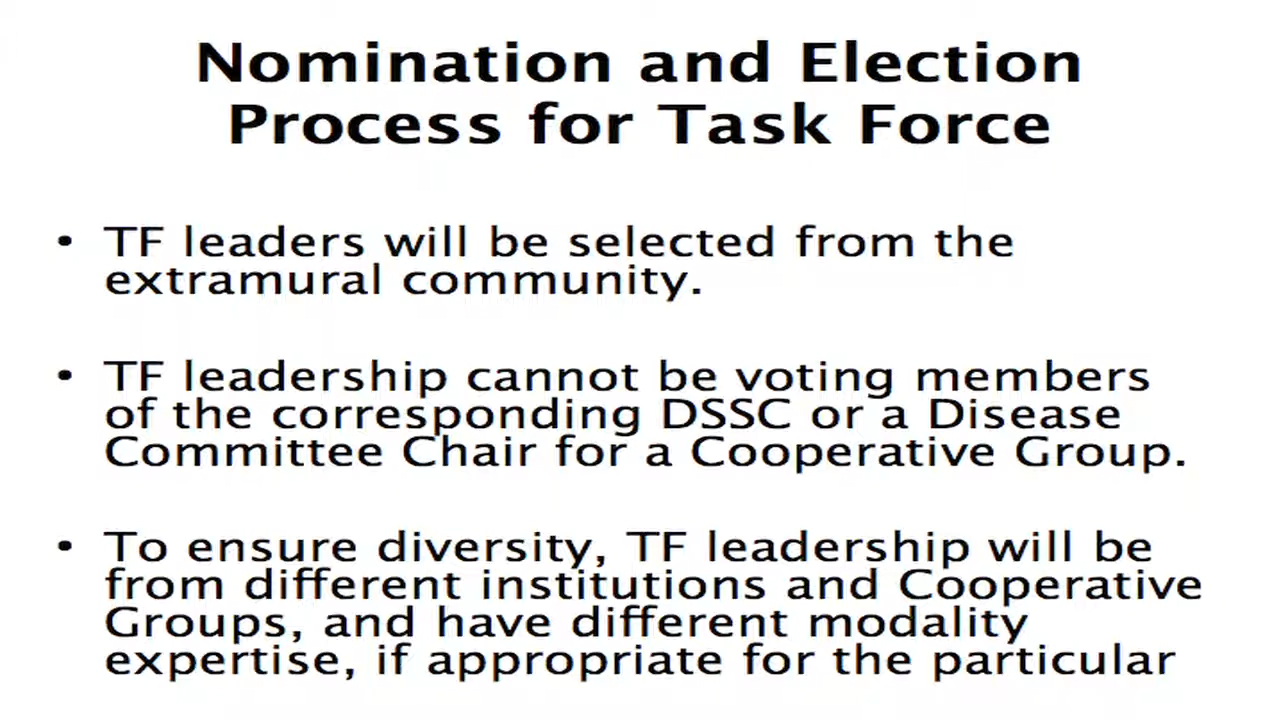 Nomination and Election
Process for Task Force
• TF leaders will be selected from the
extramural community.
• TF leadership cannot be voting members
of the corresponding DSSC or a Disease
Committee Chair for a Cooperative Group.
• To ensure diversity, TF leadership will be
from different institutions and Cooperative
Groups, and have different modality
expertise, if appropriate for the particular